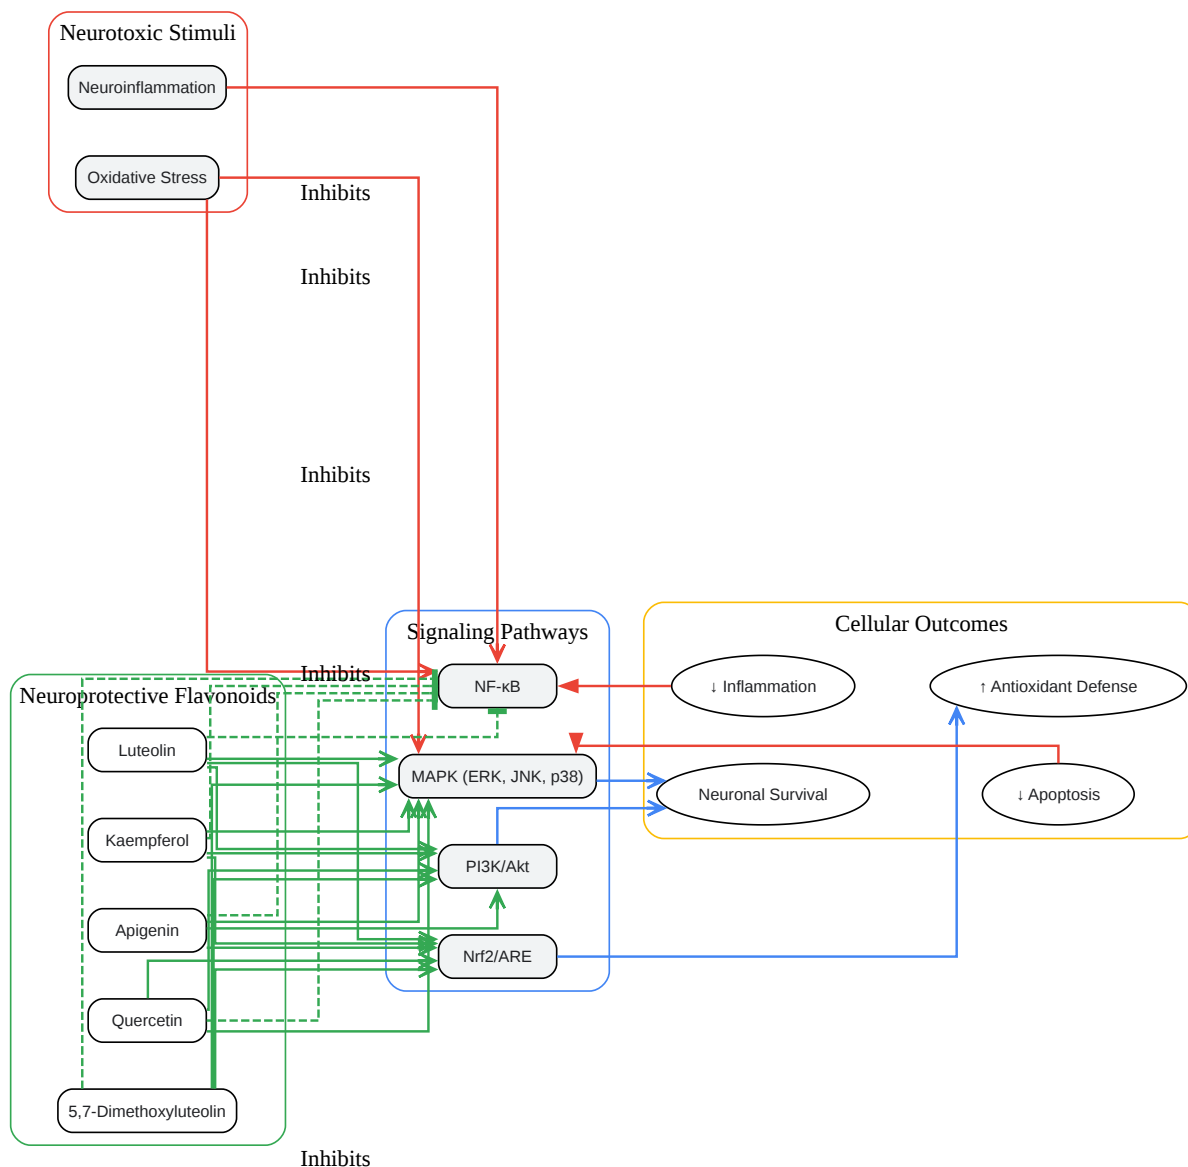 Neurotoxic Stimuli
Neuroinflammation
Oxidative Stress
Inhibits
Inhibits
Inhibits
Inhibits
Neuroprotective Flavonoids
Luteolin
Kaempferol
Apigenin
Quercetin
5,7-Dimethoxyluteolin
Inhibits
Signaling Pathways
NF-κB
MAPK (ERK, JNK, p38)
PI3K/Akt
Nrf2/ARE
Cellular Outcomes
↓ Inflammation
↑ Antioxidant Defense
Neuronal Survival
↓ Apoptosis